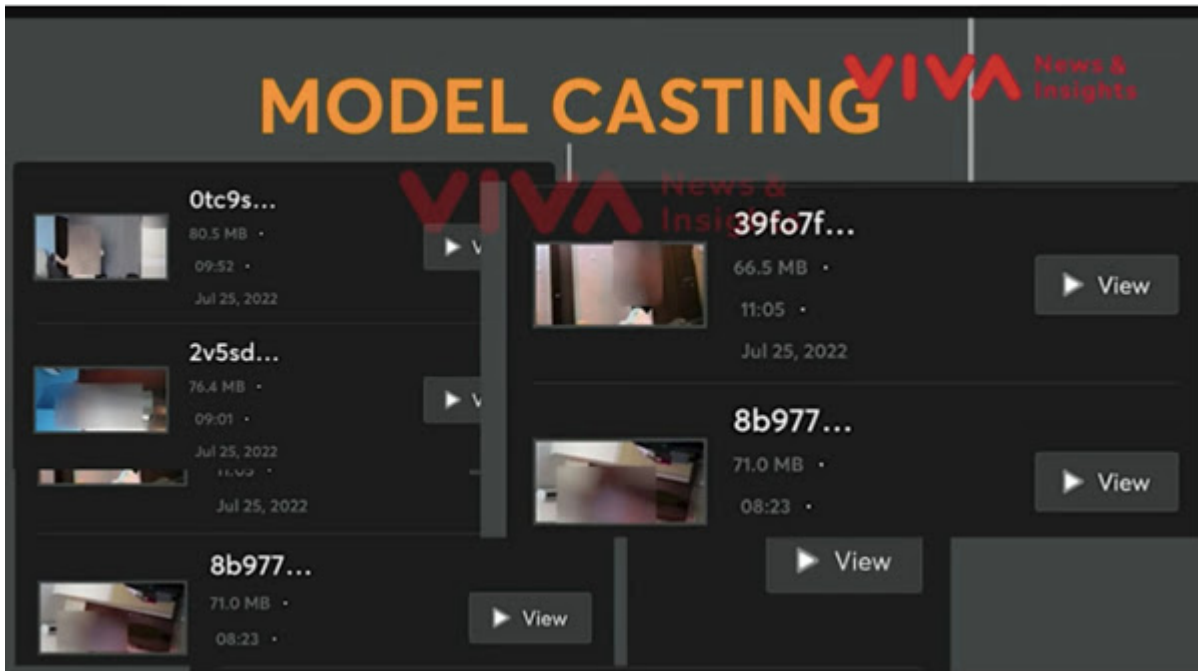 MODEL CASTING
VIVA News & Insights
VIVA News & Insights
0tc9s...
80.5 MB •
09:52 •
Jul 25, 2022
V
2v5sd...
76.4 MB •
09:01 •
Jul 25, 2022
V
11:05 •
Jul 25, 2022
8b977...
71.0 MB •
08:23 •
View
39fo7f...
66.5 MB •
11:05 •
Jul 25, 2022
View
8b977...
71.0 MB •
08:23 •
View
View